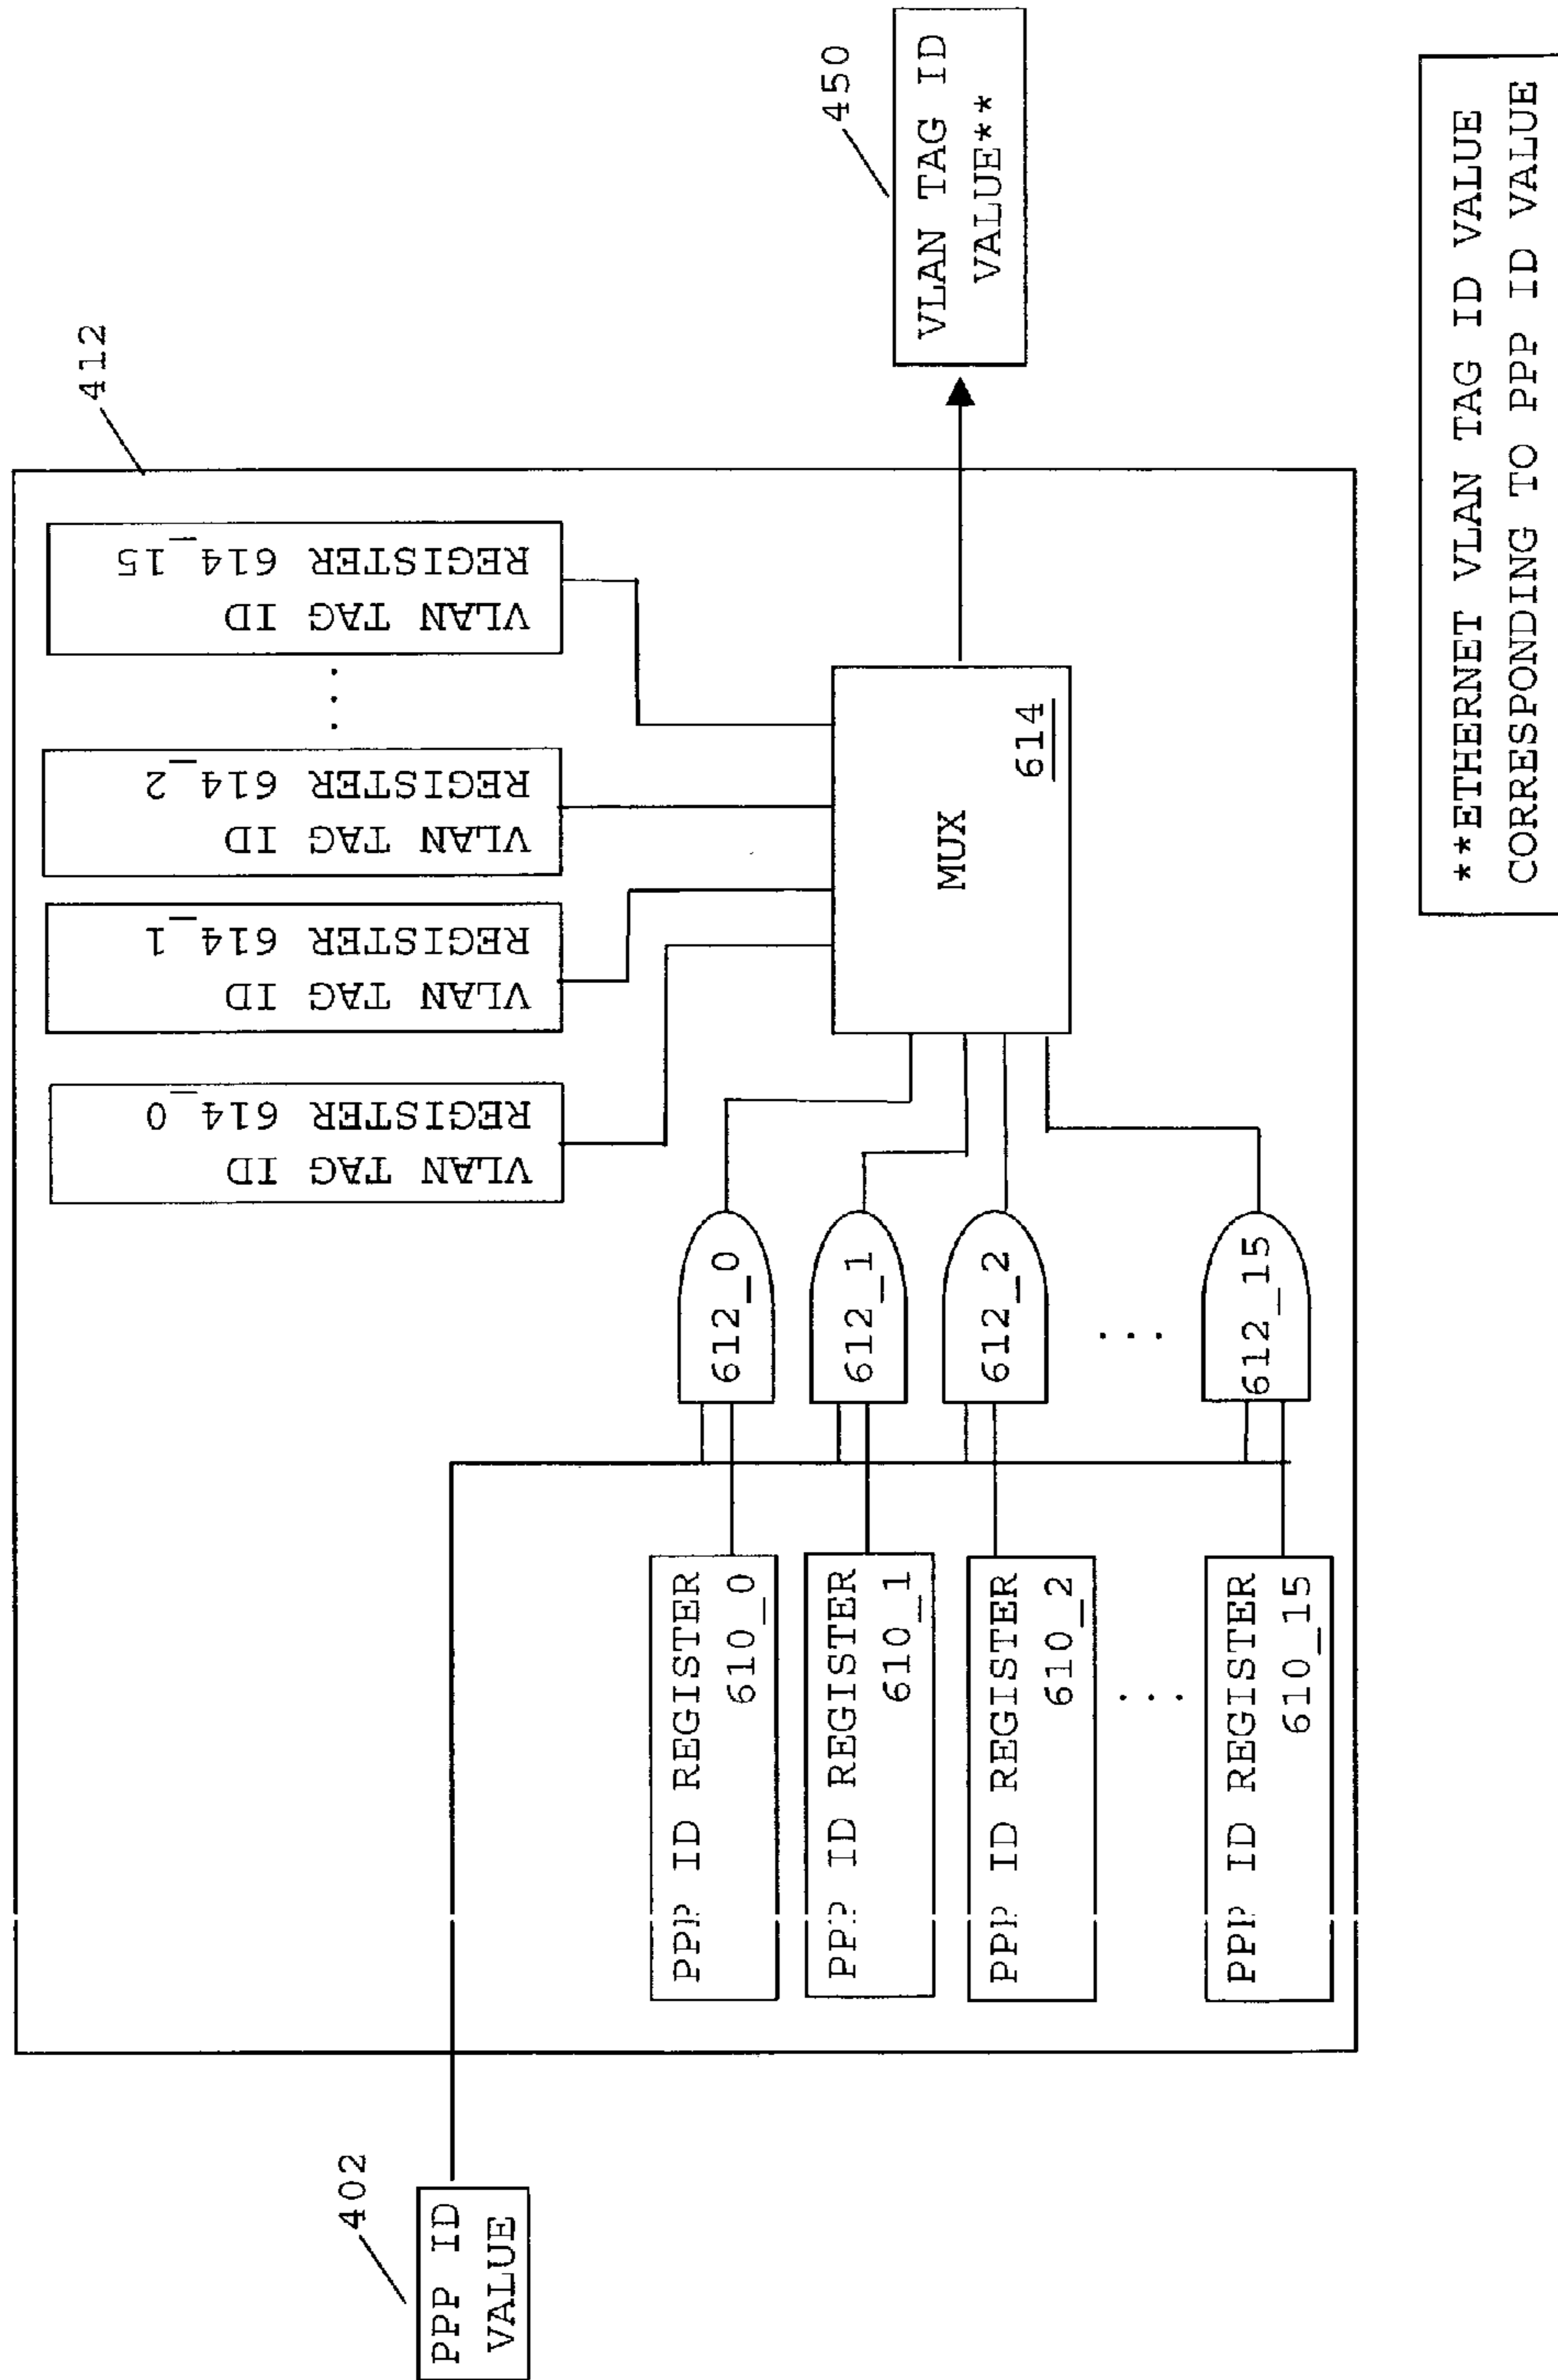 412
VLAN TAG ID
REGISTER 614_0
VLAN TAG ID
REGISTER 614_1
VLAN TAG ID
REGISTER 614_2
...
VLAN TAG ID
REGISTER 614_15
402
PPP ID
VALUE
PPP ID REGISTER
610_0
PPP ID REGISTER
610_1
PPP ID REGISTER
610_2
...
PPP ID REGISTER
610_15
612_0
612_1
612_2
...
612_15
MUX
614
450
VLAN TAG ID
VALUE**
**ETHERNET VLAN TAG ID VALUE
CORRESPONDING TO PPP ID VALUE